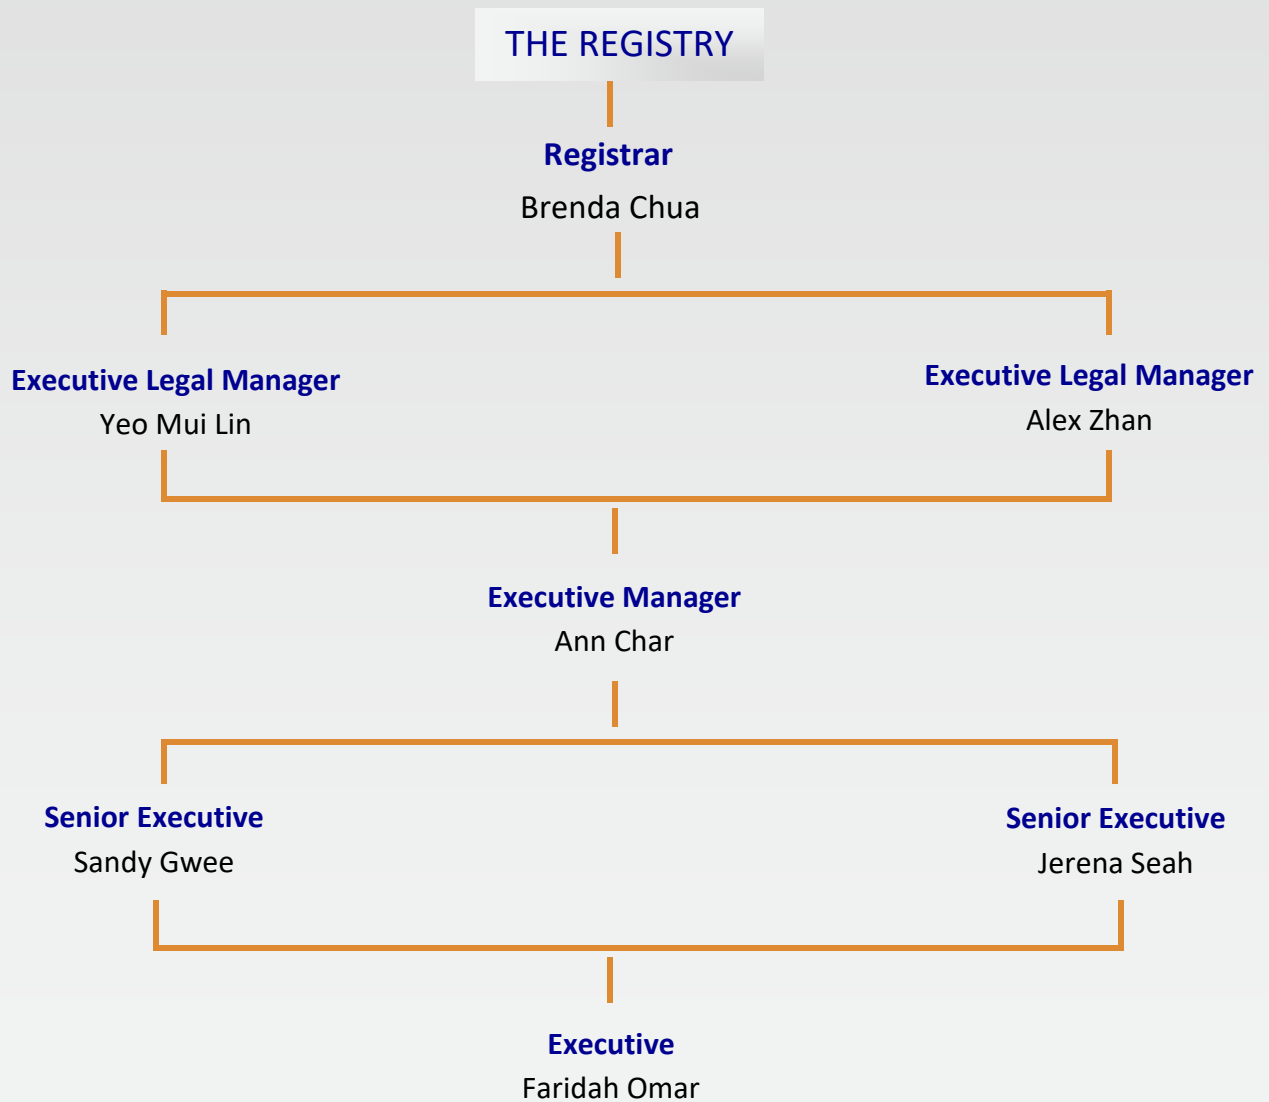 THE REGISTRY
Registrar
Brenda Chua
Executive Legal Manager
Yeo Mui Lin
Executive Legal Manager
Alex Zhan
Executive Manager
Ann Char
Senior Executive
Sandy Gwee
Senior Executive
Jerena Seah
Executive
Faridah Omar